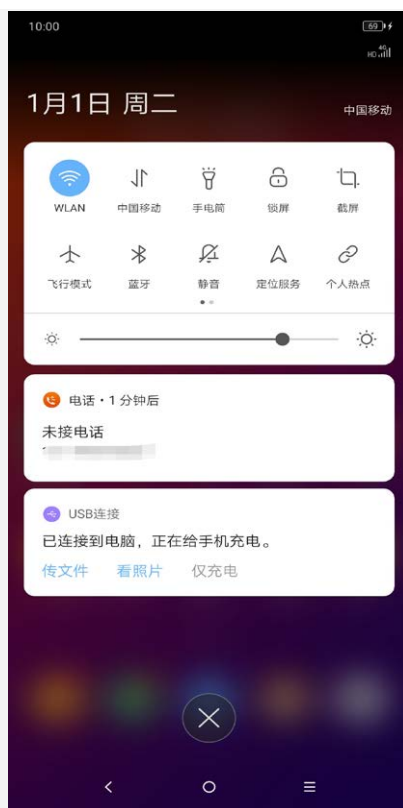 10:00
69
HD 4G
1月1日 周二
中国移动
WLAN 中国移动 手电筒 锁屏 截屏
飞行模式 蓝牙 静音 定位服务 个人热点
电话・1 分钟后
未接电话
USB连接
已连接到电脑，正在给手机充电。
传文件 看照片 仅充电